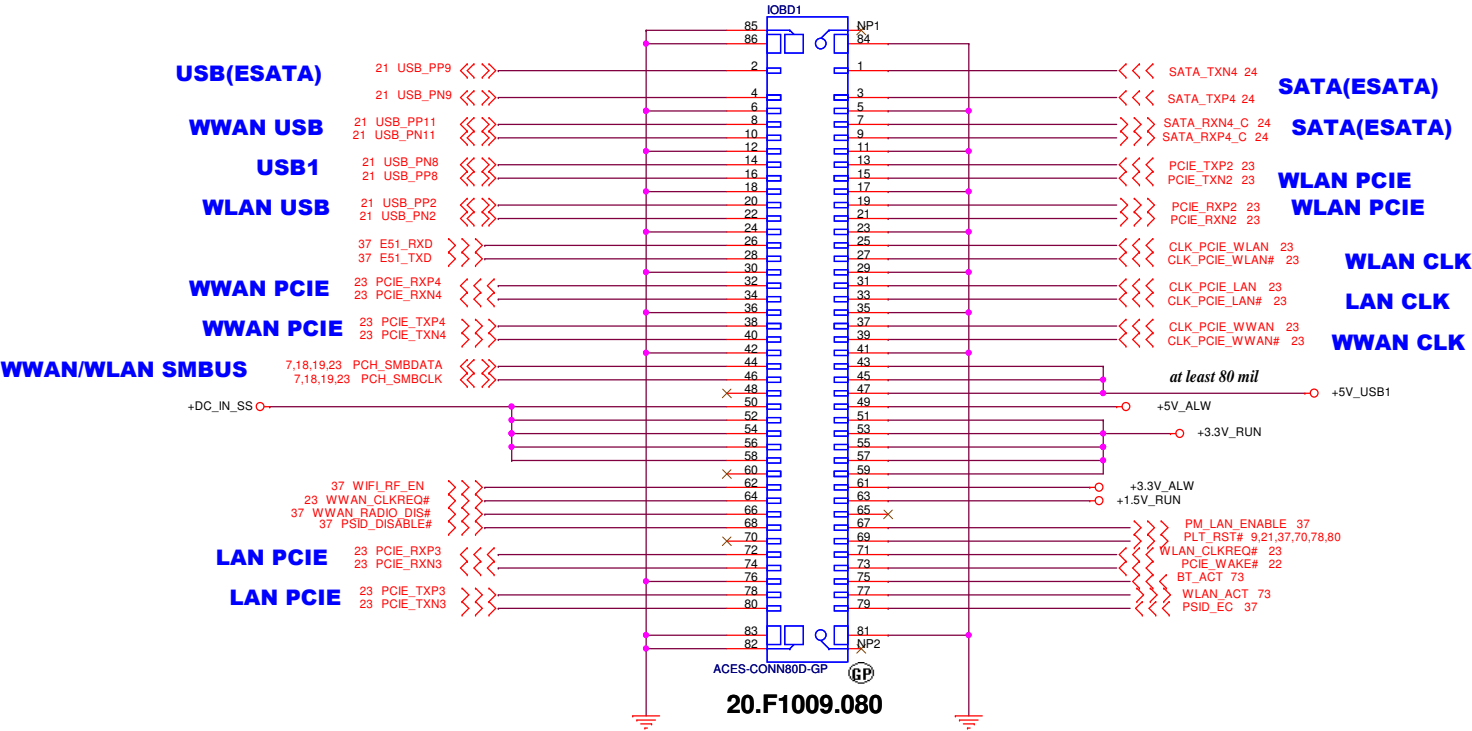 IOBD1
85 NP1
86 84
USB(ESATA) 21 USB_PP9 2 1 SATA_TXN4 24
SATA(ESATA)
21 USB_PN9 4 3 SATA_TXP4 24
6 5
WWAN USB 21 USB_PP11 8 7 SATA_RXN4_C 24 SATA(ESATA)
21 USB_PN11 10 9 SATA_RXP4_C 24
12 11
USB1 21 USB_PN8 14 13 PCIE_TXP2 23
21 USB_PP8 16 15 PCIE_TXN2 23 WLAN PCIE
18 17
WLAN USB 21 USB_PP2 20 19 PCIE_RXP2 23 WLAN PCIE
21 USB_PN2 22 21 PCIE_RXN2 23
24 23
37 E51_RXD 26 25 CLK_PCIE_WLAN 23
37 E51_TXD 28 27 CLK_PCIE_WLAN# 23 WLAN CLK
30 29
WWAN PCIE 23 PCIE_RXP4 32 31 CLK_PCIE_LAN 23
23 PCIE_RXN4 34 33 CLK_PCIE_LAN# 23 LAN CLK
36 35
WWAN PCIE 23 PCIE_TXP4 38 37 CLK_PCIE_WWAN 23
23 PCIE_TXN4 40 39 CLK_PCIE_WWAN# 23 WWAN CLK
42 41
WWAN/WLAN SMBUS 7,18,19,23 PCH_SMBDATA 44 43
7,18,19,23 PCH_SMBCLK 46 45 at least 80 mil
48 47 +5V_USB1
+DC_IN_SS 50 49 +5V_ALW
52 51
54 53 +3.3V_RUN
56 55
58 57
60 59
37 WIFI_RF_EN 62 61 +3.3V_ALW
23 WWAN_CLKREQ# 64 63 +1.5V_RUN
37 WWAN_RADIO_DIS# 66 65
37 PSID_DISABLE# 68 67 PM_LAN_ENABLE 37
70 69 PLT_RST# 9,21,37,70,78,80
LAN PCIE 23 PCIE_RXP3 72 71 WLAN_CLKREQ# 23
23 PCIE_RXN3 74 73 PCIE_WAKE# 22
76 75 BT_ACT 73
LAN PCIE 23 PCIE_TXP3 78 77 WLAN_ACT 73
23 PCIE_TXN3 80 79 PSID_EC 37
83 81
82 NP2
ACES-CONN80D-GP GP
20.F1009.080